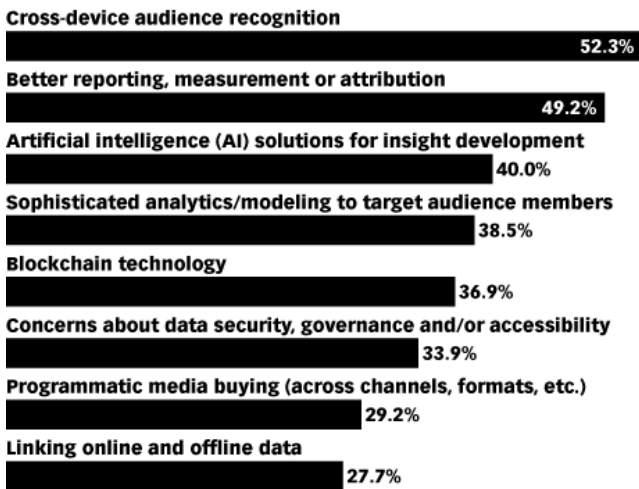 Cross-device audience recognition
52.3%
Better reporting, measurement or attribution
49.2%
Artificial intelligence (AI) solutions for insight development
40.0%
Sophisticated analytics/modeling to target audience members
38.5%
Blockchain technology
36.9%
Concerns about data security, governance and/or accessibility
33.9%
Programmatic media buying (across channels, formats, etc.)
29.2%
Linking online and offline data
27.7%